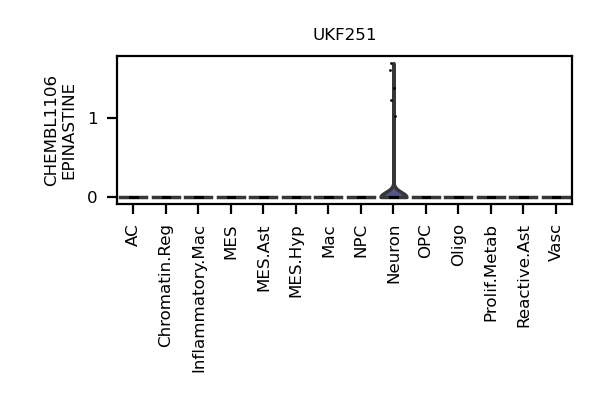 UKF251
CHEMBL1106
EPINASTINE
1
0
AC
Chromatin.Reg
Inflammatory.Mac
MES
MES.Ast
MES.Hyp
Mac
NPC
Neuron
OPC
Oligo
Prolif.Metab
Reactive.Ast
Vasc